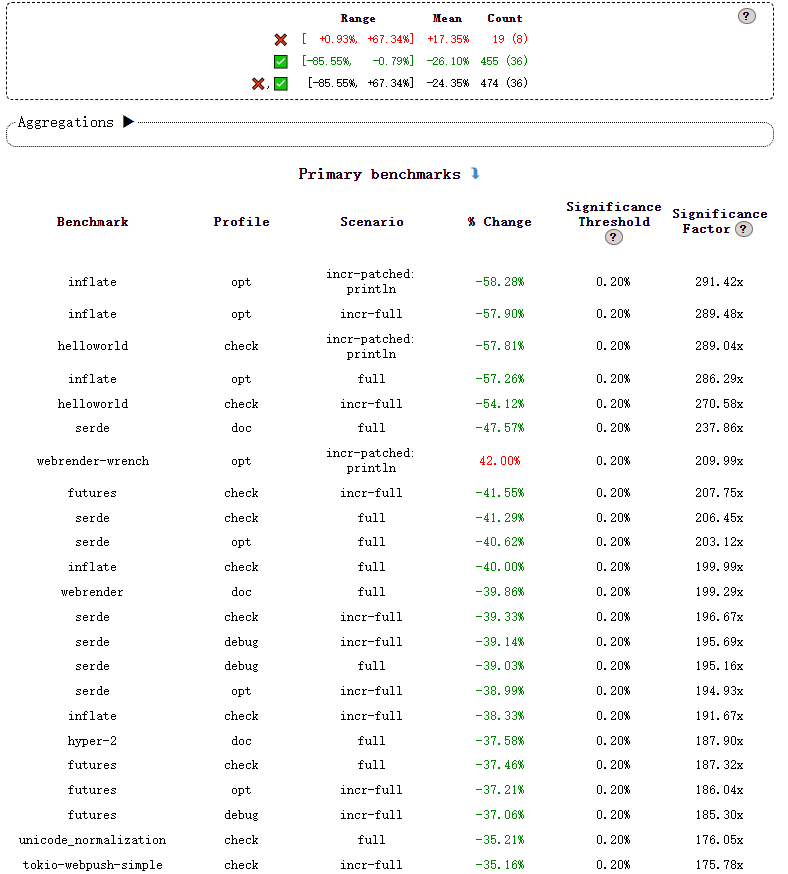 Range Mean Count ?
[ +0.93%, +67.34%] +17.35% 19 (8)
[-85.55%, -0.79%] -26.10% 455 (36)
, [-85.55%, +67.34%] -24.35% 474 (36)
Aggregations ▶
Primary benchmarks
Benchmark Profile Scenario % Change Significance Threshold ? Significance Factor ?
inflate opt incr-patched: println -58.28% 0.20% 291.42x
inflate opt incr-full -57.90% 0.20% 289.48x
helloworld check incr-patched: println -57.81% 0.20% 289.04x
inflate opt full -57.26% 0.20% 286.29x
helloworld check incr-full -54.12% 0.20% 270.58x
serde doc full -47.57% 0.20% 237.86x
webrender-wrench opt incr-patched: println 42.00% 0.20% 209.99x
futures check incr-full -41.55% 0.20% 207.75x
serde check full -41.29% 0.20% 206.45x
serde opt full -40.62% 0.20% 203.12x
inflate check full -40.00% 0.20% 199.99x
webrender doc full -39.86% 0.20% 199.29x
serde check incr-full -39.33% 0.20% 196.67x
serde debug incr-full -39.14% 0.20% 195.69x
serde debug full -39.03% 0.20% 195.16x
serde opt incr-full -38.99% 0.20% 194.93x
inflate check incr-full -38.33% 0.20% 191.67x
hyper-2 doc full -37.58% 0.20% 187.90x
futures check full -37.46% 0.20% 187.32x
futures opt incr-full -37.21% 0.20% 186.04x
futures debug incr-full -37.06% 0.20% 185.30x
unicode_normalization check full -35.21% 0.20% 176.05x
tokio-webpush-simple check incr-full -35.16% 0.20% 175.78x